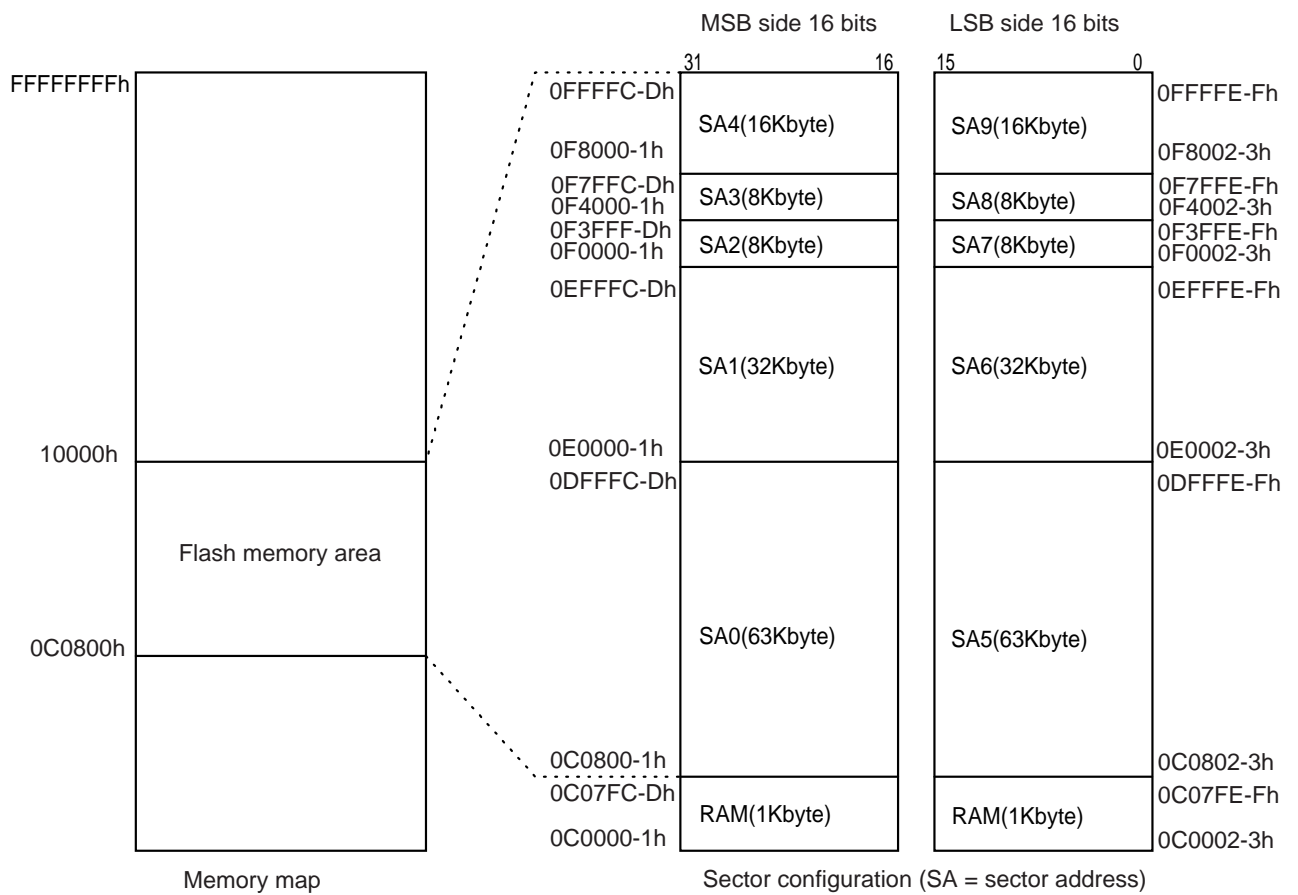 MSB side 16 bits
LSB side 16 bits
31
16
15
0
FFFFFFFFh
10000h
Flash memory area
0C0800h
Memory map
0FFFFC-Dh
0F8000-1h
0F7FFC-Dh
0F4000-1h
0F3FFF-Dh
0F0000-1h
0EFFFC-Dh
0E0000-1h
0DFFFC-Dh
0C0800-1h
0C07FC-Dh
0C0000-1h
SA4(16Kbyte)
SA3(8Kbyte)
SA2(8Kbyte)
SA1(32Kbyte)
SA0(63Kbyte)
RAM(1Kbyte)
SA9(16Kbyte)
SA8(8Kbyte)
SA7(8Kbyte)
SA6(32Kbyte)
SA5(63Kbyte)
RAM(1Kbyte)
0FFFFE-Fh
0F8002-3h
0F7FFE-Fh
0F4002-3h
0F3FFE-Fh
0F0002-3h
0EFFFE-Fh
0E0002-3h
0DFFFE-Fh
0C0802-3h
0C07FE-Fh
0C0002-3h
Sector configuration (SA = sector address)